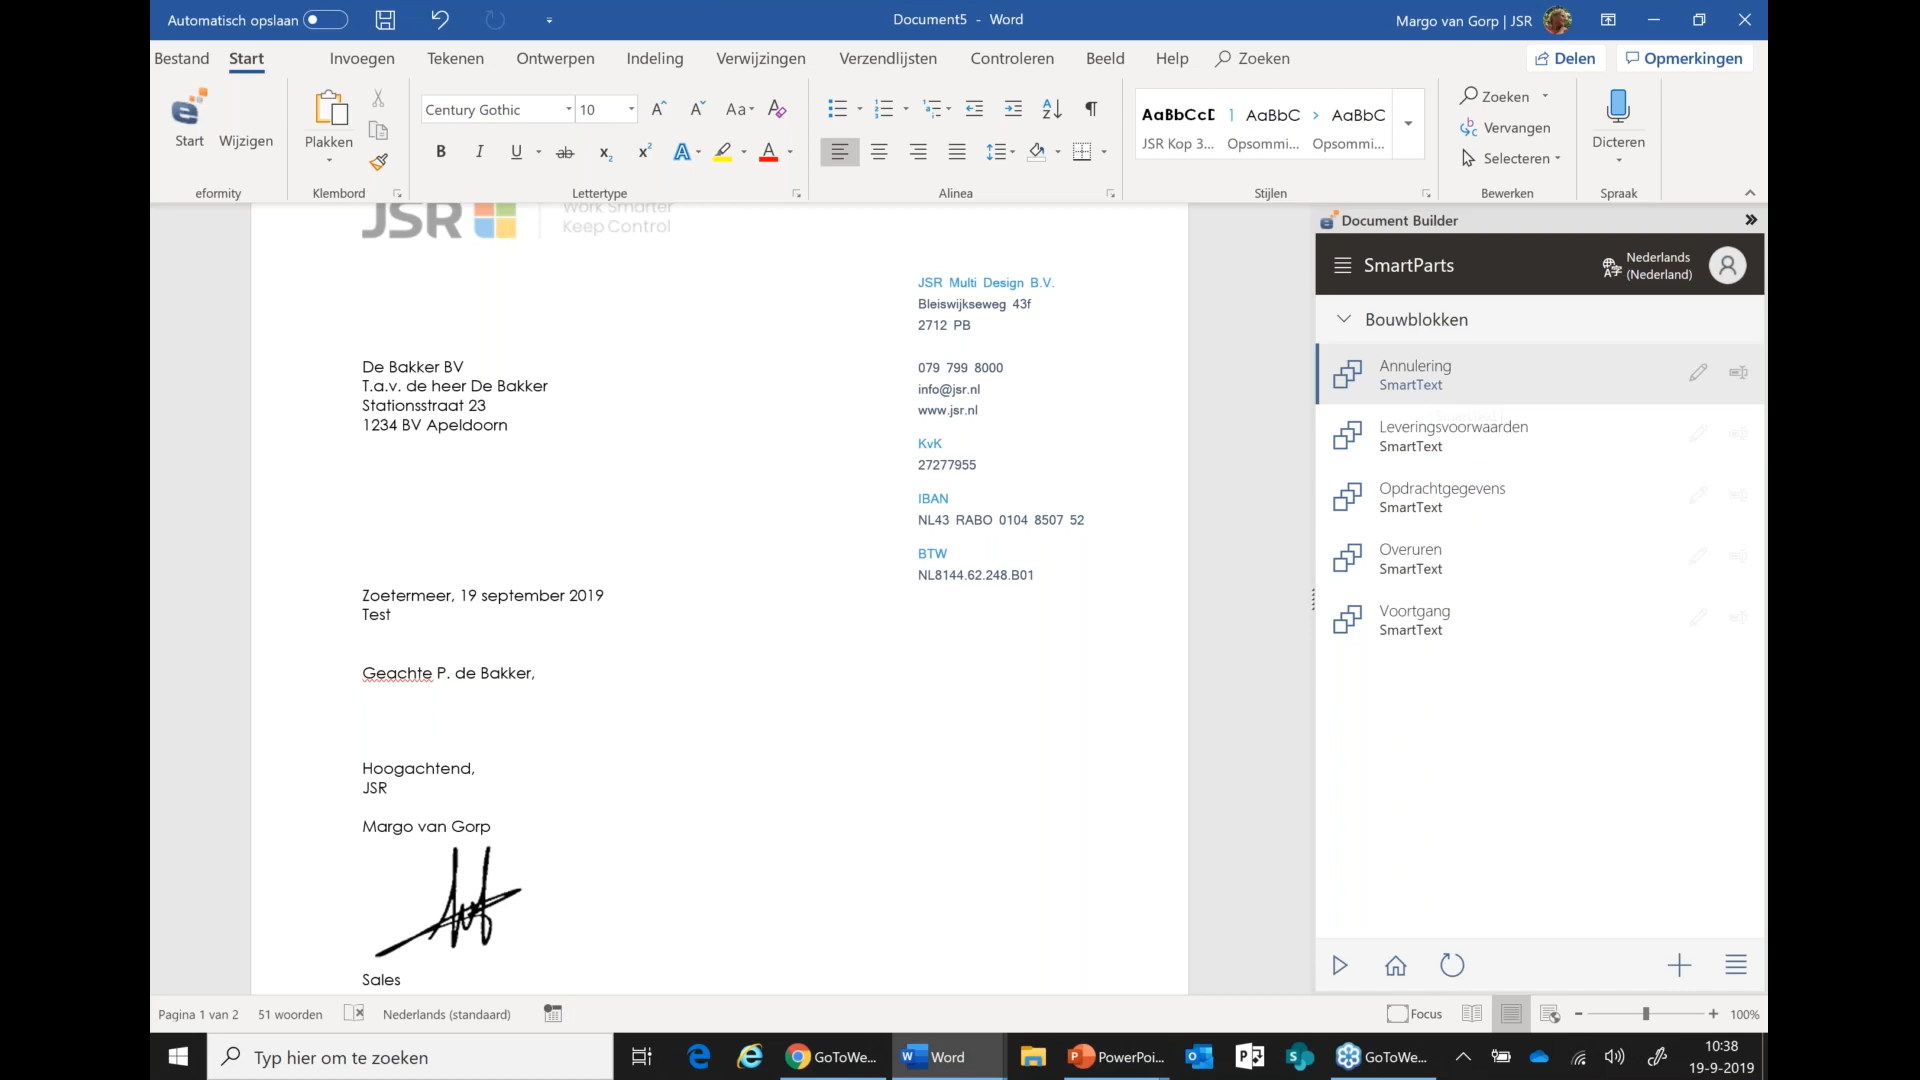 Automatisch opslaan
Document5 - Word
Margo van Gorp | JSR
Bestand Start Invoegen Tekenen Ontwerpen Indeling Verwijzingen Verzendlijsten Controleren Beeld Help Zoeken
Delen Opmerkingen
Start Wijzigen
eformity
Plakken
Klembord
Century Gothic 10
Lettertype
Alinea
AaBbCcD 1 AaBbC > AaBbC
JSR Kop 3... Opsommi... Opsommi...
Stijlen
Zoeken
Vervangen
Selecteren
Bewerken
Dicteren
Spraak
JSR
Work Smarter
Keep Control
JSR Multi Design B.V.
Bleiswijkseweg 43f
2712 PB
079 799 8000
info@jsr.nl
www.jsr.nl
KvK
27277955
IBAN
NL43 RABO 0104 8507 52
BTW
NL8144.62.248.B01
De Bakker BV
T.a.v. de heer De Bakker
Stationsstraat 23
1234 BV Apeldoorn
Zoetermeer, 19 september 2019
Test
Geachte P. de Bakker,
Hoogachtend,
JSR
Margo van Gorp
Sales
Document Builder
SmartParts
Nederlands
(Nederland)
Bouwblokken
Annulering
SmartText
Leveringsvoorwaarden
SmartText
Opdrachtgegevens
SmartText
Overuren
SmartText
Voortgang
SmartText
Pagina 1 van 2 51 woorden Nederlands (standaard)
Focus
100%
Typ hier om te zoeken
GoToWe... Word PowerPoi... GoToWe...
10:38
19-9-2019